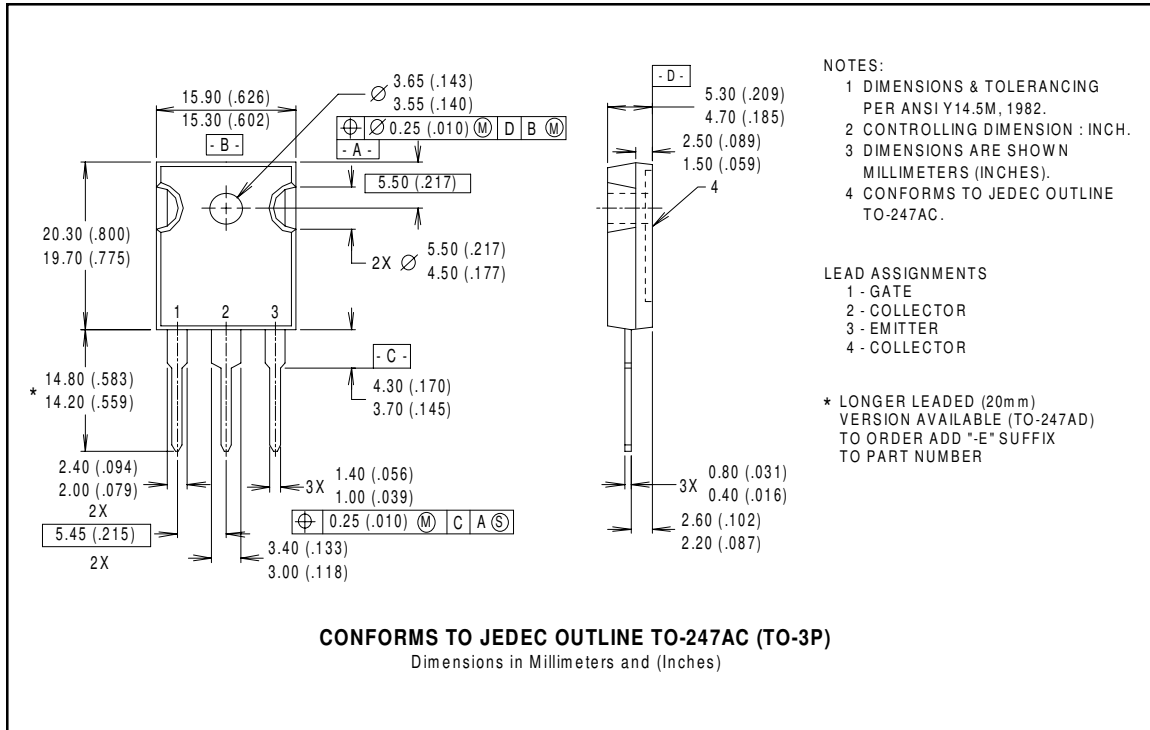 15.90 (.626)
15.30 (.602)
- B -
∅ 3.65 (.143)
3.55 (.140)
⌖ ∅ 0.25 (.010) Ⓜ D B Ⓜ
- A -
5.50 (.217)
20.30 (.800)
19.70 (.775)
2X ∅ 5.50 (.217)
4.50 (.177)
1 2 3
- C -
* 14.80 (.583)
14.20 (.559)
4.30 (.170)
3.70 (.145)
2.40 (.094)
2.00 (.079)
2X
5.45 (.215)
2X
3X 1.40 (.056)
1.00 (.039)
⌖ 0.25 (.010) Ⓜ C A Ⓢ
3.40 (.133)
3.00 (.118)
- D -
5.30 (.209)
4.70 (.185)
2.50 (.089)
1.50 (.059)
4
3X 0.80 (.031)
0.40 (.016)
2.60 (.102)
2.20 (.087)
NOTES:
1 DIMENSIONS & TOLERANCING
PER ANSI Y14.5M, 1982.
2 CONTROLLING DIMENSION : INCH.
3 DIMENSIONS ARE SHOWN
MILLIMETERS (INCHES).
4 CONFORMS TO JEDEC OUTLINE
TO-247AC.
LEAD ASSIGNMENTS
1 - GATE
2 - COLLECTOR
3 - EMITTER
4 - COLLECTOR
* LONGER LEADED (20mm)
VERSION AVAILABLE (TO-247AD)
TO ORDER ADD "-E" SUFFIX
TO PART NUMBER
CONFORMS TO JEDEC OUTLINE TO-247AC (TO-3P)
Dimensions in Millimeters and (Inches)